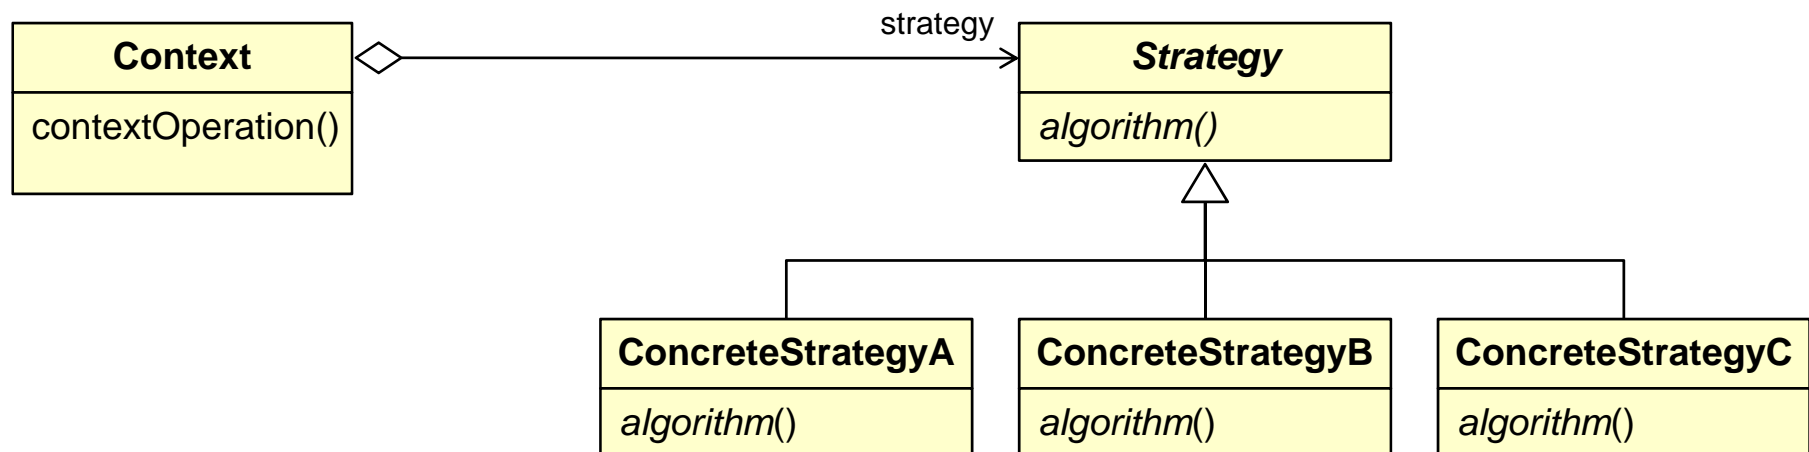 strategy
Context
Strategy
contextOperation()
algorithm()
ConcreteStrategyA
ConcreteStrategyB
ConcreteStrategyC
algorithm()
algorithm()
algorithm()